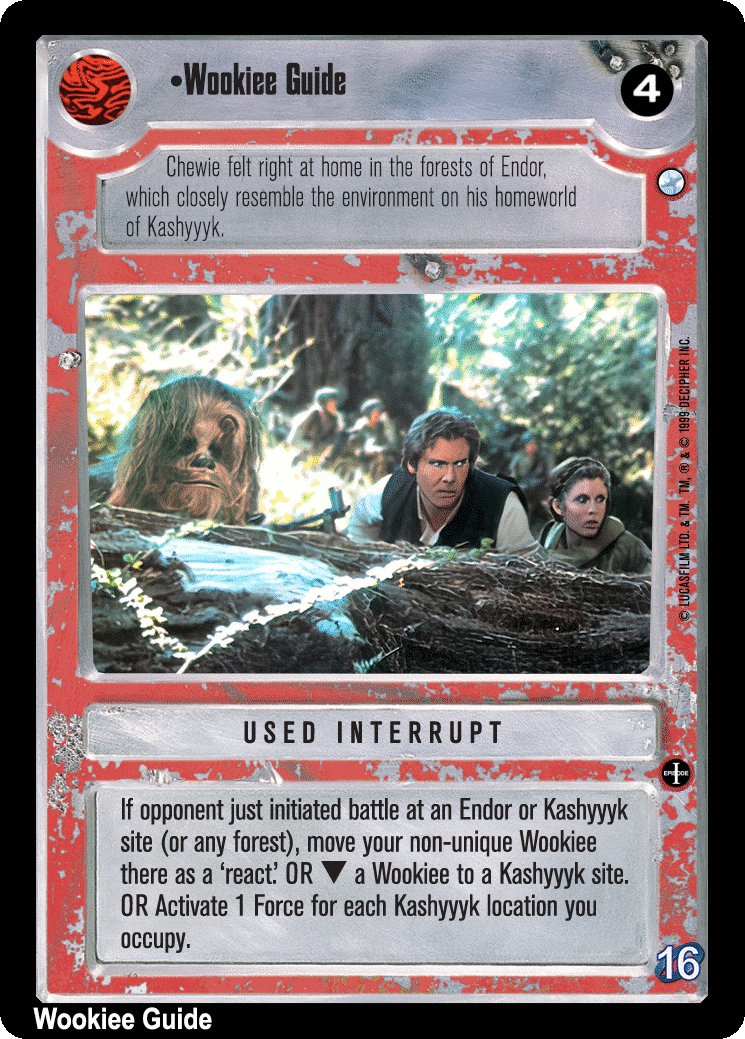 •Wookiee Guide
4
Chewie felt right at home in the forests of Endor,
which closely resemble the environment on his homeworld
of Kashyyyk.
© LUCASFILM LTD. & TM. TM, ® & © 1999 DECIPHER INC.
USED INTERRUPT
EPISODE
I
If opponent just initiated battle at an Endor or Kashyyyk
site (or any forest), move your non-unique Wookiee
there as a ‘react.’ OR ▼ a Wookiee to a Kashyyyk site.
OR Activate 1 Force for each Kashyyyk location you
occupy.
16
Wookiee Guide